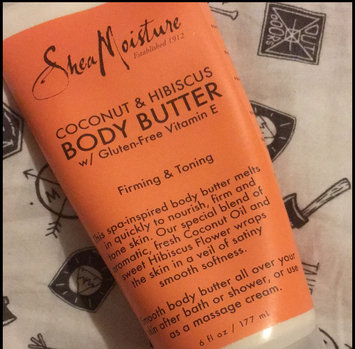 SheaMoisture
Established 1912
COCONUT & HIBISCUS
BODY BUTTER
w/ Gluten-Free Vitamin E
Firming & Toning
This spa-inspired body butter melts
in quickly to nourish, firm and
tone skin. Our special blend of
aromatic, fresh Coconut Oil and
sweet Hibiscus Flower wraps
the skin in a veil of satiny
smooth softness.
Smooth body butter all over your
skin after bath or shower, or use
as a massage cream.
6 fl oz / 177 mL